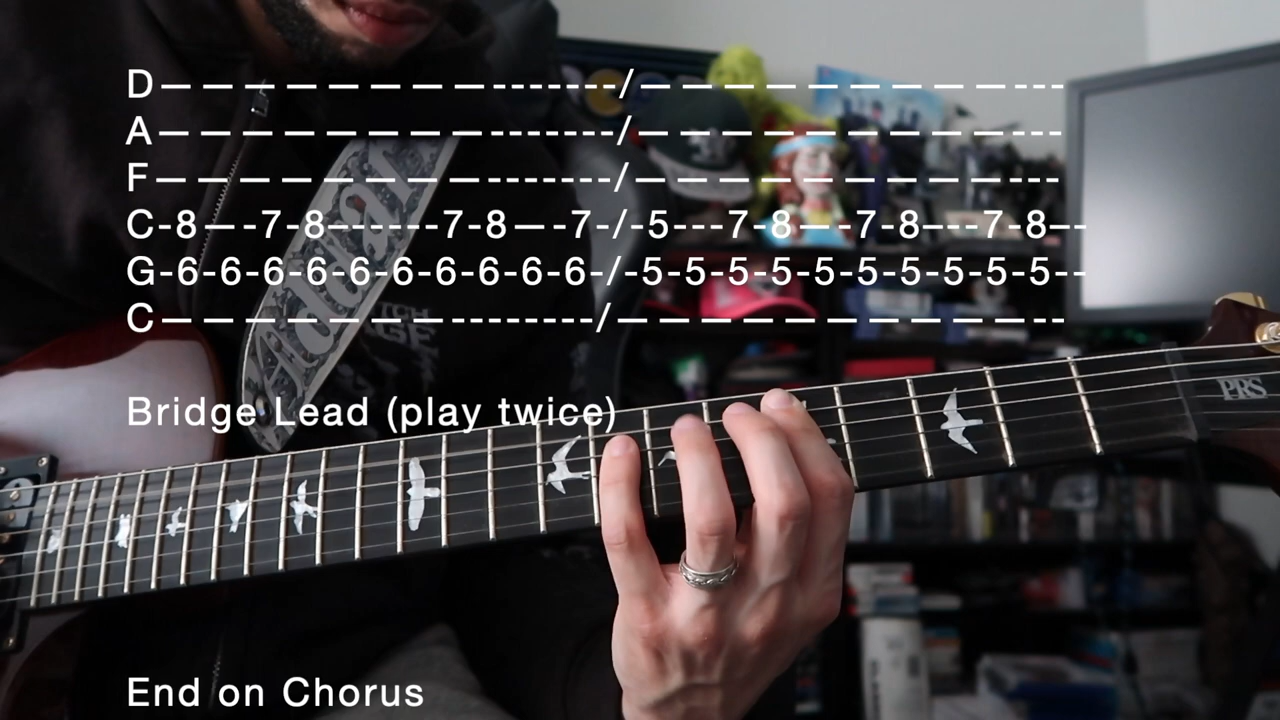 D— — — — — — — — -------/— — — — — — — — — ---
A— — — — — — — — -------/— — — — — — — — — ---
F— — — — — — — — -------/— — — — — — — — — ---
C-8—-7-8------7-8—-7-/-5---7-8—-7-8---7-8--
G-6-6-6-6-6-6-6-6-6-6-/-5-5-5-5-5-5-5-5-5-5--
C— — — — — — — --------/— — — — — — — — — — --
Bridge Lead (play twice)
PRS
End on Chorus